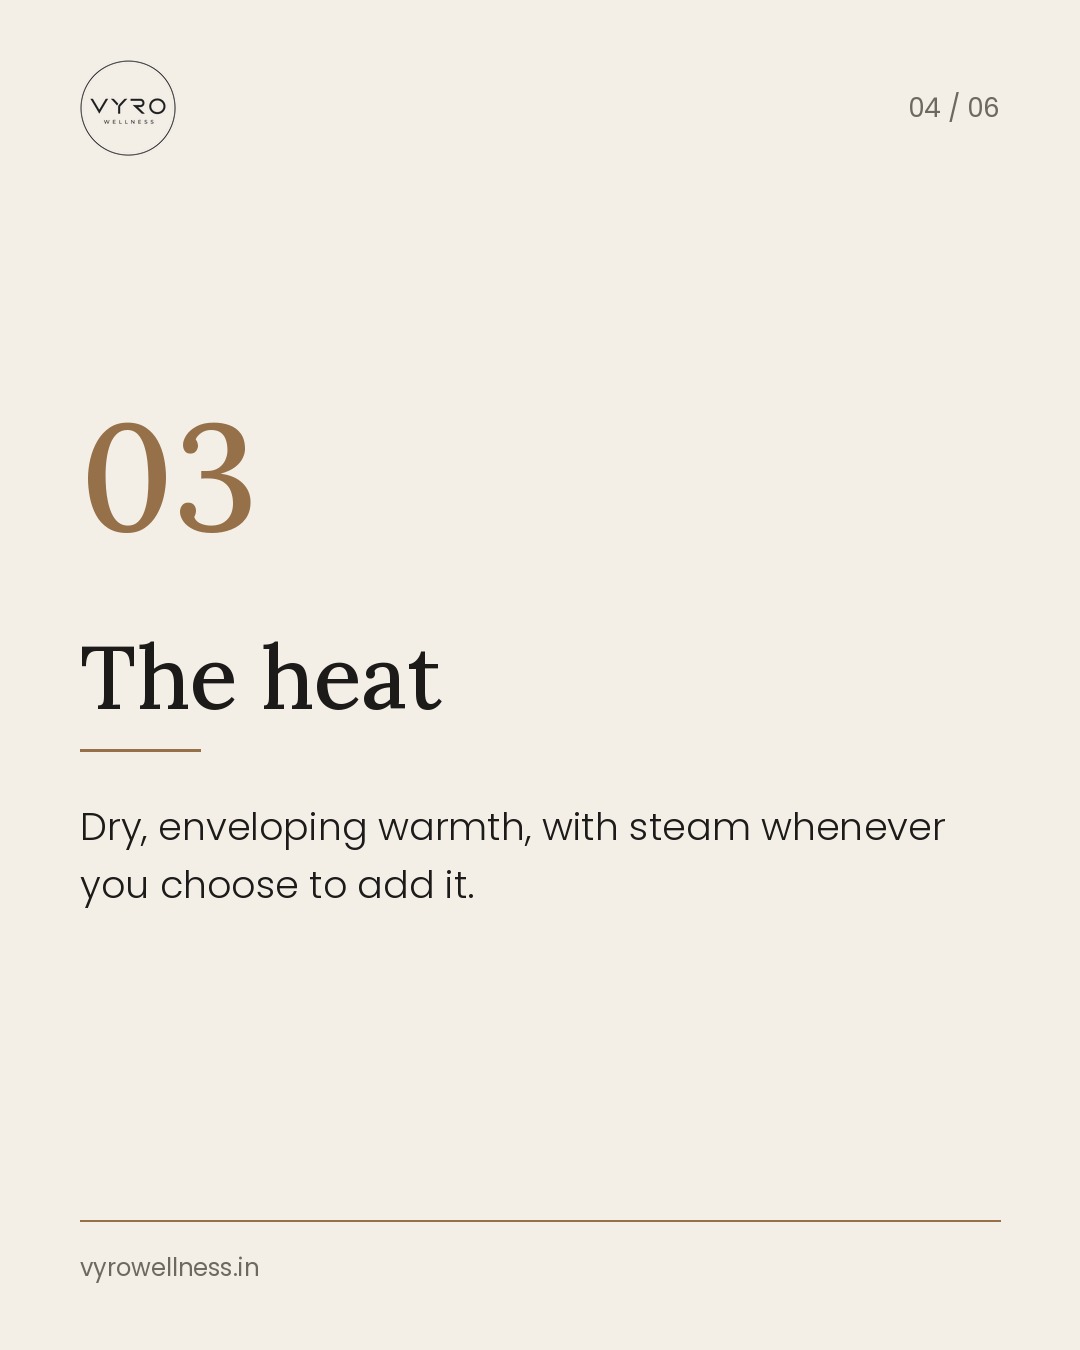 VYRO
WELLNESS
04 / 06
03
The heat
Dry, enveloping warmth, with steam whenever
you choose to add it.
vyrowellness.in